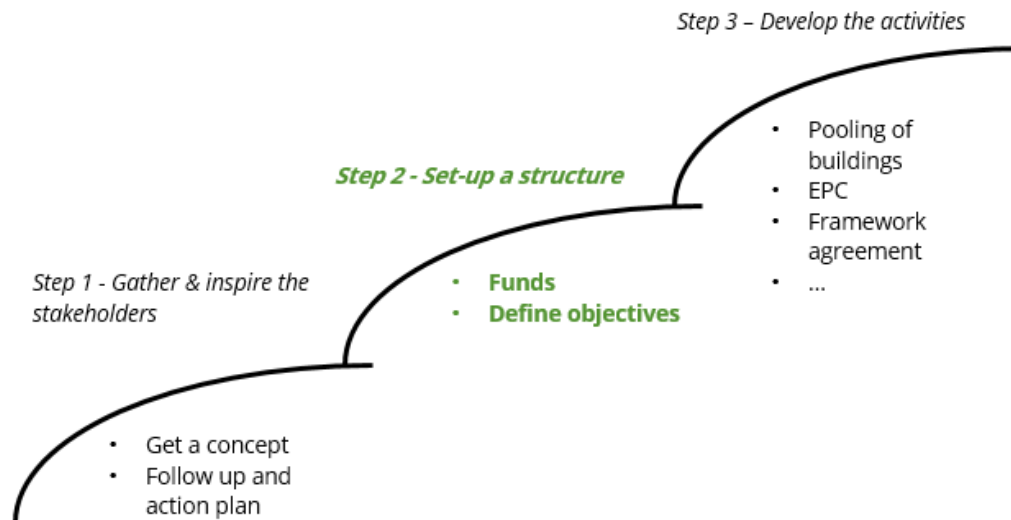 Step 3 – Develop the activities
• Pooling of
buildings
• EPC
• Framework
agreement
• ...
Step 2 - Set-up a structure
• Funds
• Define objectives
Step 1 - Gather & inspire the
stakeholders
• Get a concept
• Follow up and
action plan